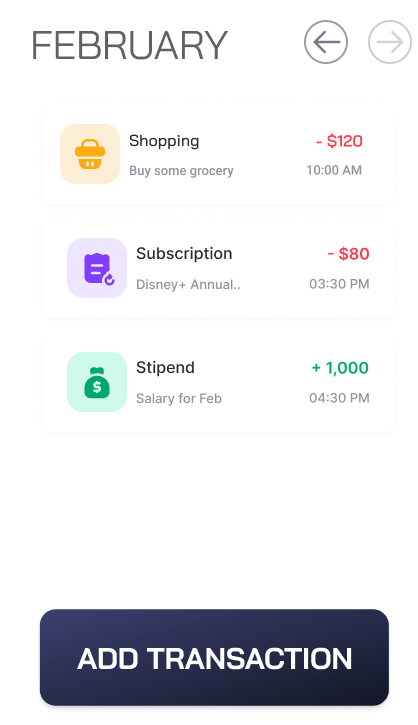 FEBRUARY
Shopping - $120
Buy some grocery 10:00 AM
Subscription - $80
Disney+ Annual.. 03:30 PM
$
Stipend + 1,000
Salary for Feb 04:30 PM
ADD TRANSACTION